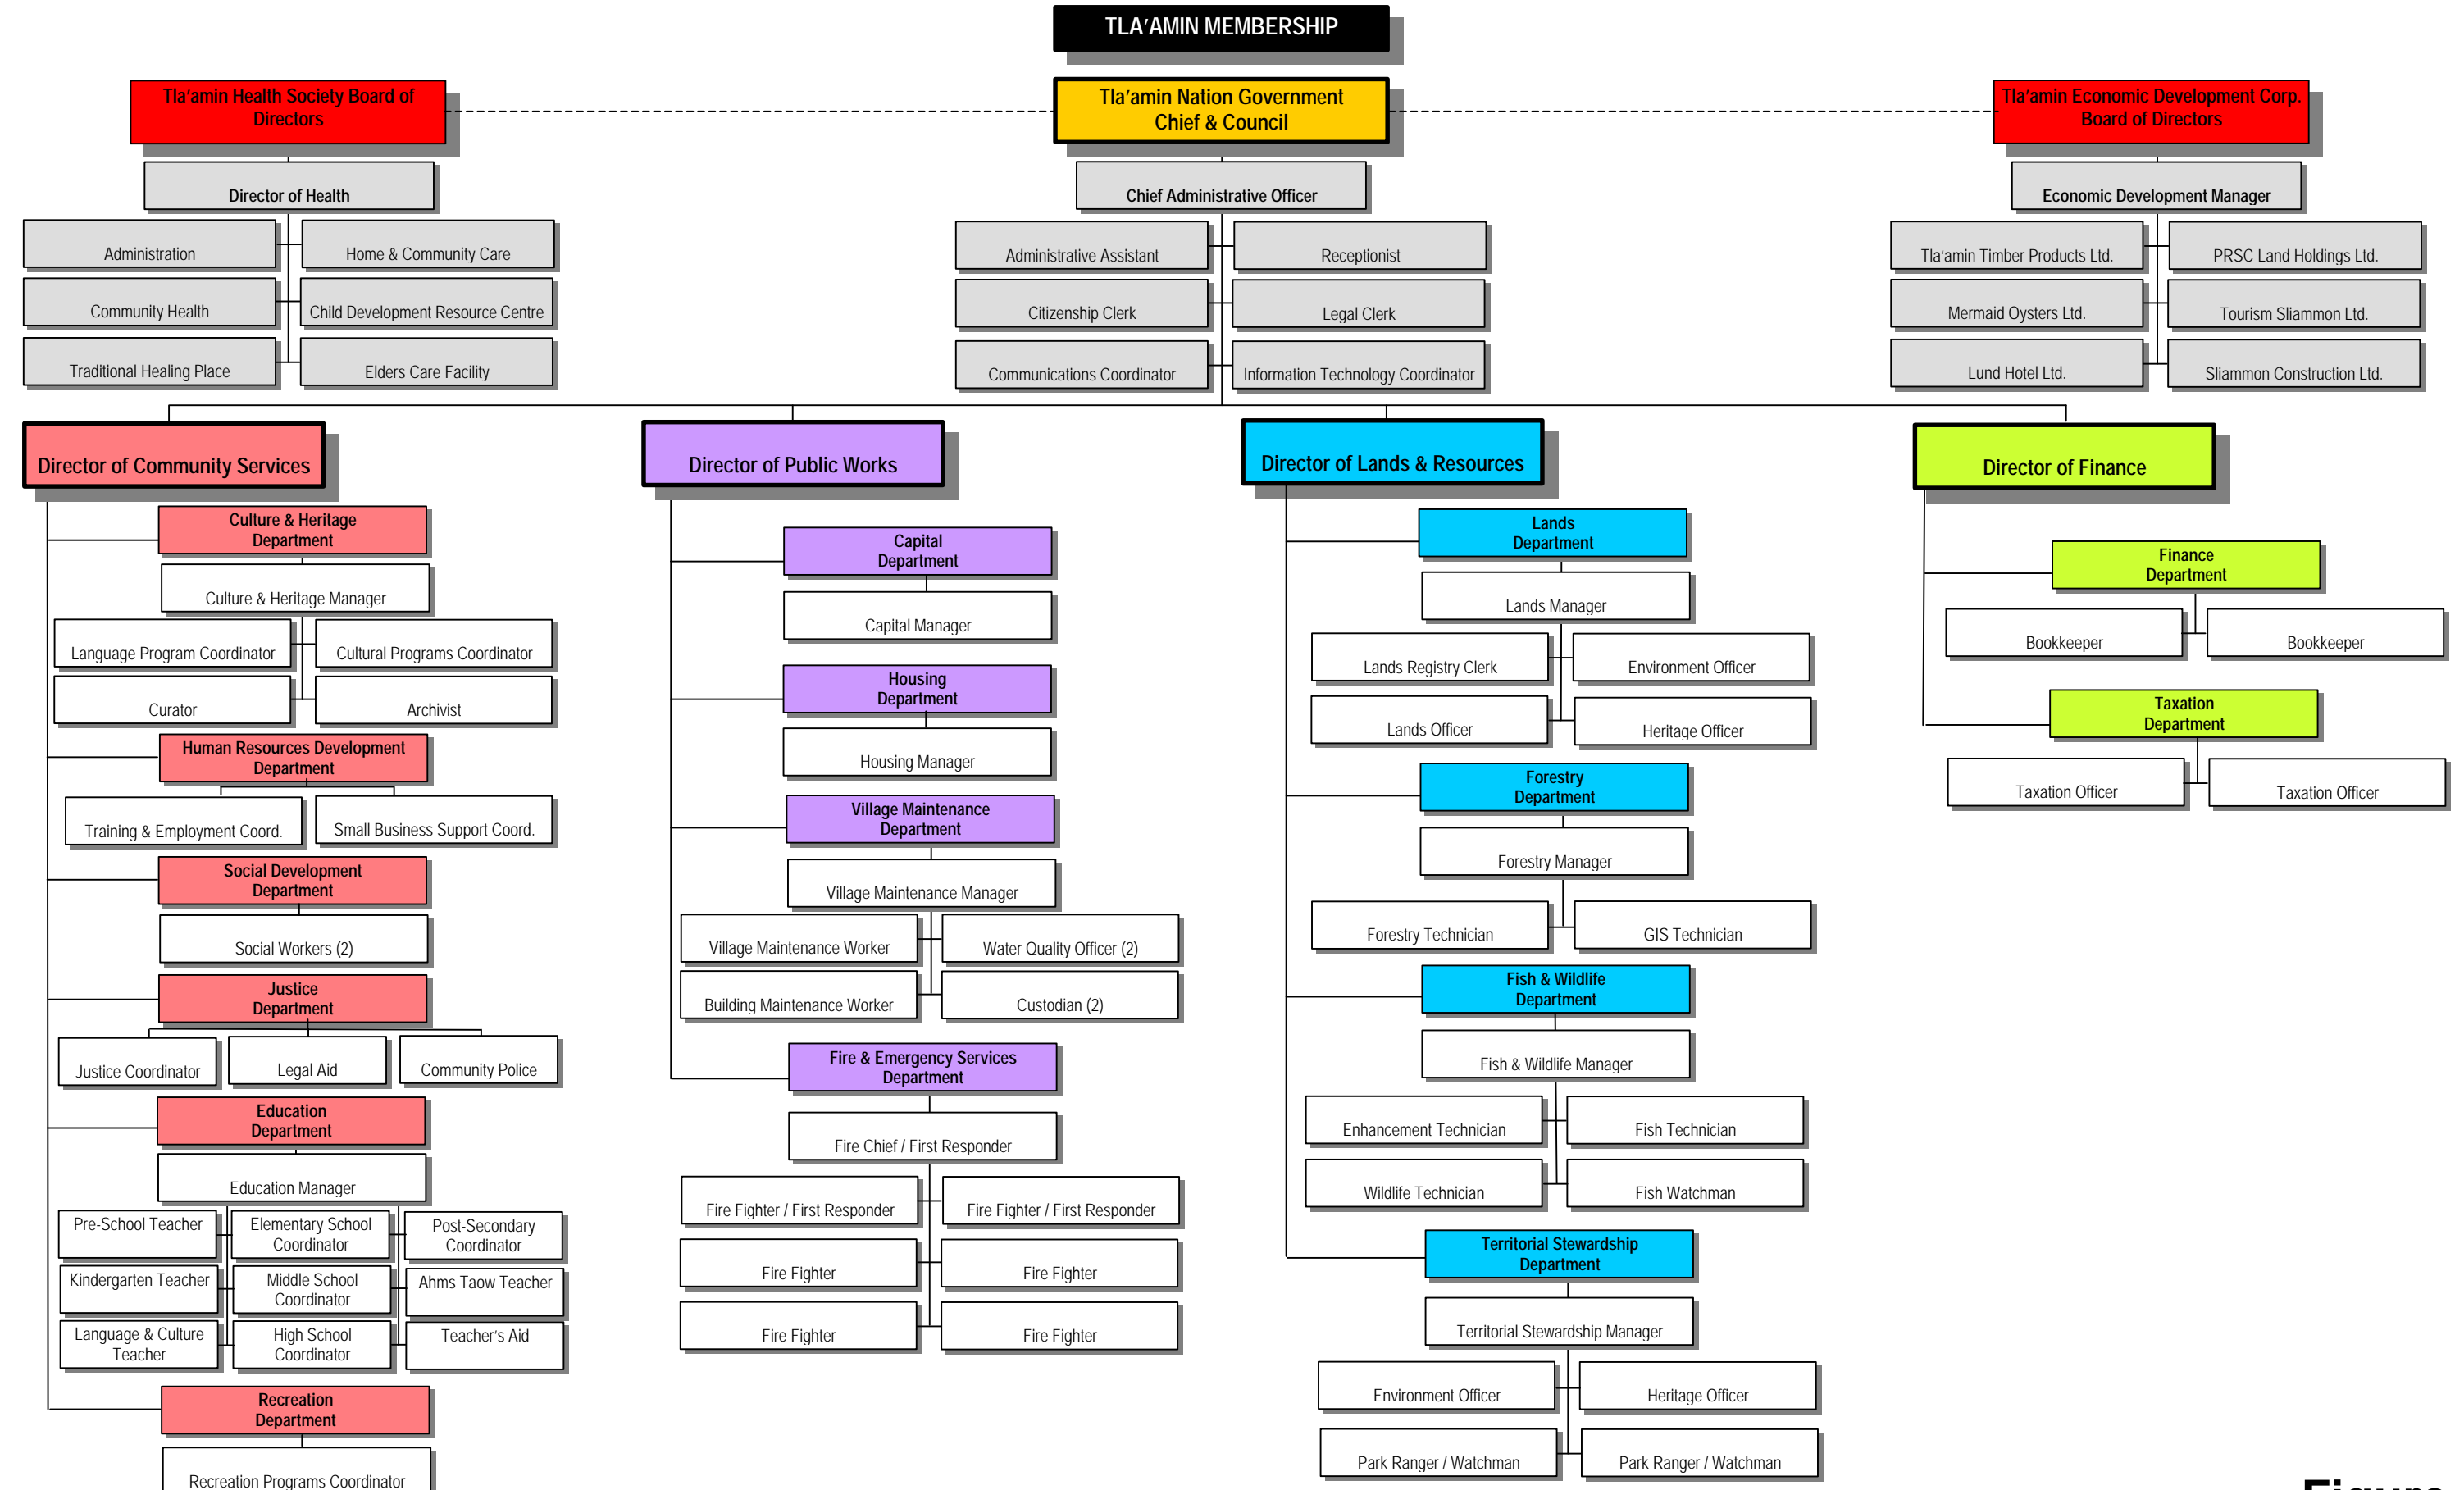 TLA'AMIN MEMBERSHIP
Tla'amin Health Society Board of
Directors
Tla'amin Nation Government
Chief & Council
Tla'amin Economic Development Corp.
Board of Directors
Director of Health
Chief Administrative Officer
Economic Development Manager
Administration
Home & Community Care
Community Health
Child Development Resource Centre
Traditional Healing Place
Elders Care Facility
Administrative Assistant
Receptionist
Citizenship Clerk
Legal Clerk
Communications Coordinator
Information Technology Coordinator
Tla'amin Timber Products Ltd.
PRSC Land Holdings Ltd.
Mermaid Oysters Ltd.
Tourism Sliammon Ltd.
Lund Hotel Ltd.
Sliammon Construction Ltd.
Director of Community Services
Culture & Heritage
Department
Culture & Heritage Manager
Language Program Coordinator
Cultural Programs Coordinator
Curator
Archivist
Human Resources Development
Department
Training & Employment Coord.
Small Business Support Coord.
Social Development
Department
Social Workers (2)
Justice
Department
Justice Coordinator
Legal Aid
Community Police
Education
Department
Education Manager
Pre-School Teacher
Elementary School
Coordinator
Post-Secondary
Coordinator
Kindergarten Teacher
Middle School
Coordinator
Ahms Taow Teacher
Language & Culture
Teacher
High School
Coordinator
Teacher's Aid
Recreation
Department
Recreation Programs Coordinator
Director of Public Works
Capital
Department
Capital Manager
Housing
Department
Housing Manager
Village Maintenance
Department
Village Maintenance Manager
Village Maintenance Worker
Water Quality Officer (2)
Building Maintenance Worker
Custodian (2)
Fire & Emergency Services
Department
Fire Chief / First Responder
Fire Fighter / First Responder
Fire Fighter / First Responder
Fire Fighter
Fire Fighter
Fire Fighter
Fire Fighter
Director of Lands & Resources
Lands
Department
Lands Manager
Lands Registry Clerk
Environment Officer
Lands Officer
Heritage Officer
Forestry
Department
Forestry Manager
Forestry Technician
GIS Technician
Fish & Wildlife
Department
Fish & Wildlife Manager
Enhancement Technician
Fish Technician
Wildlife Technician
Fish Watchman
Territorial Stewardship
Department
Territorial Stewardship Manager
Environment Officer
Heritage Officer
Park Ranger / Watchman
Park Ranger / Watchman
Director of Finance
Finance
Department
Bookkeeper
Bookkeeper
Taxation
Department
Taxation Officer
Taxation Officer
Figure